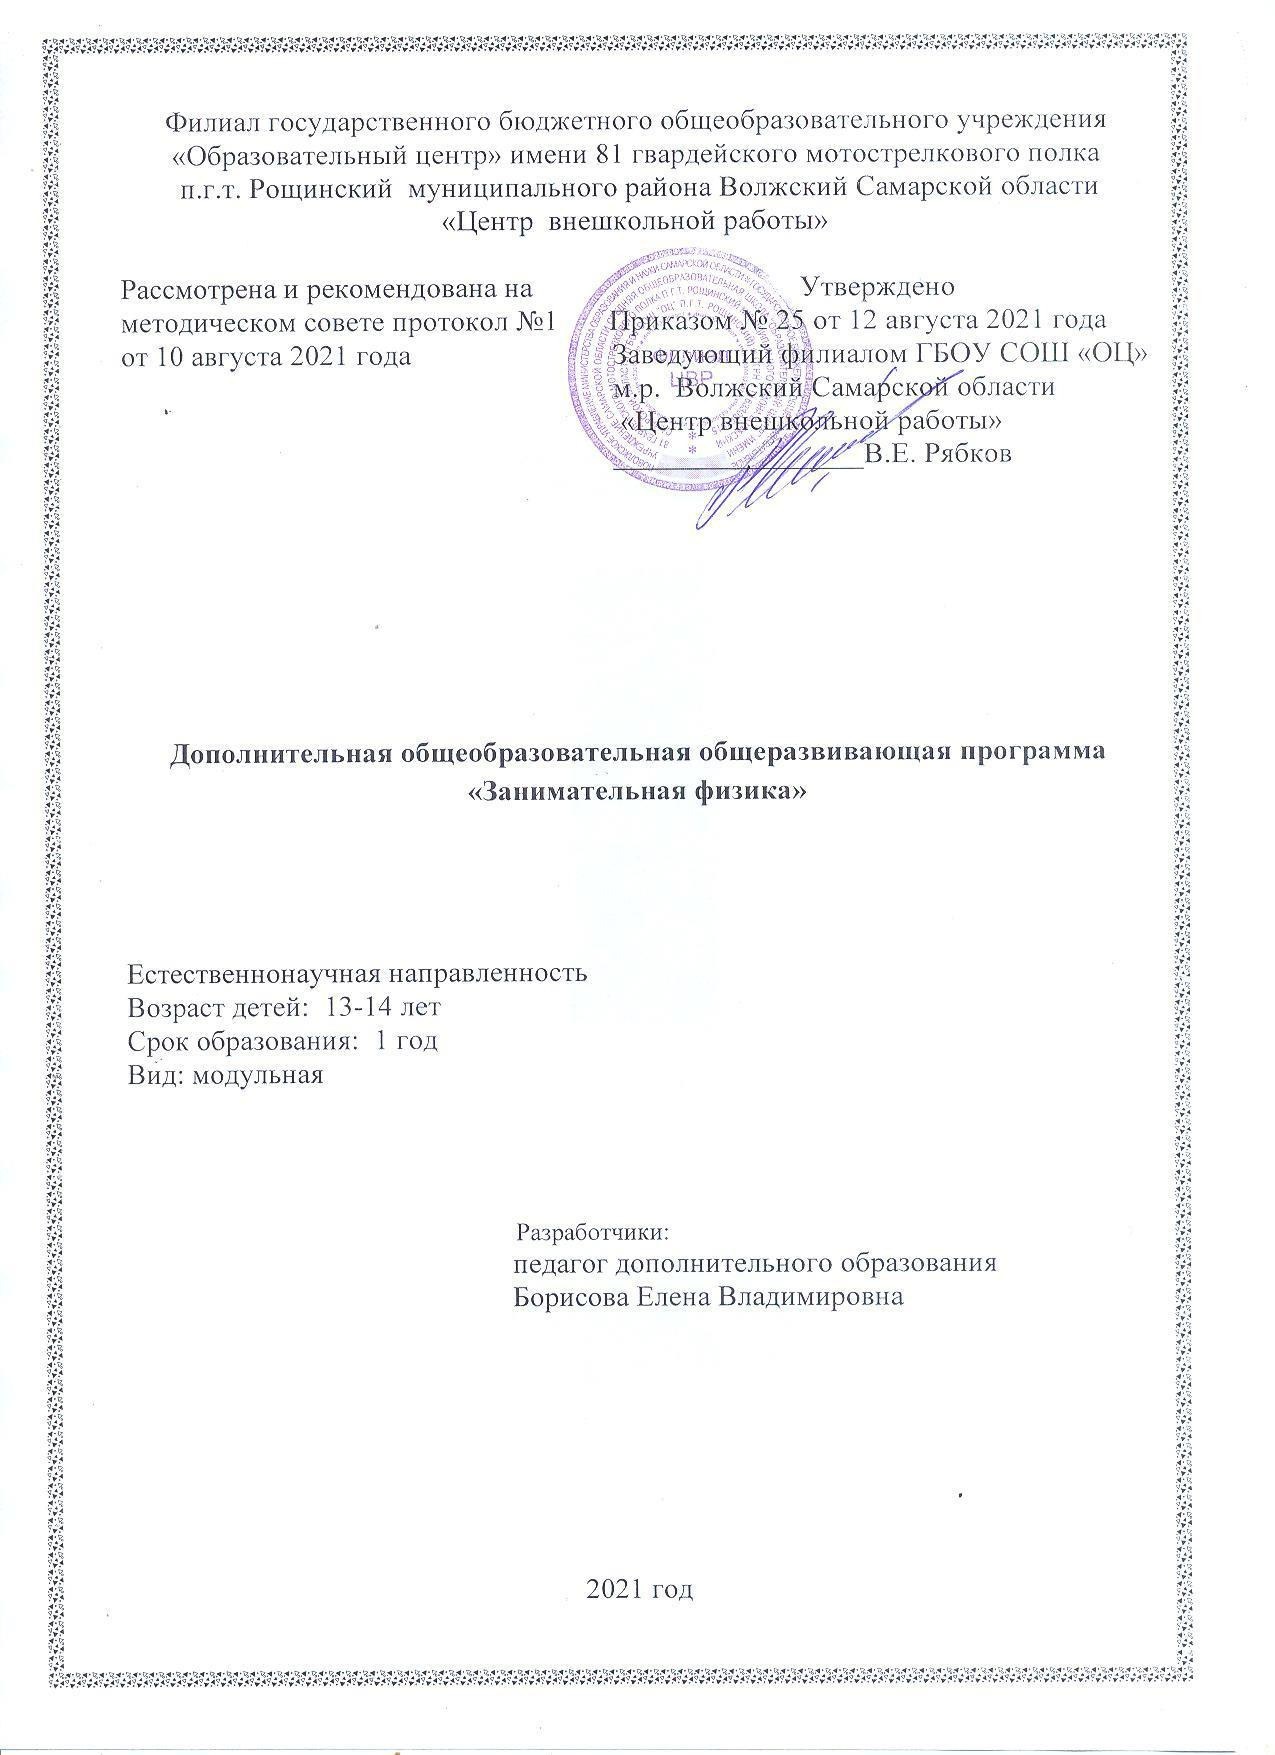 Филиал государственного бюджетного общеобразовательного учреждения
«Образовательный центр» имени 81 гвардейского мотострелкового полка
п.г.т. Рощинский муниципального района Волжский Самарской области
«Центр внешкольной работы»
Рассмотрена и рекомендована на
методическом совете протокол №1
от 10 августа 2021 года
Утверждено
Приказом № 25 от 12 августа 2021 года
Заведующий филиалом ГБОУ СОШ «ОЦ»
м.р. Волжский Самарской области
«Центр внешкольной работы»
В.Е. Рябков
ЦВР
Дополнительная общеобразовательная общеразвивающая программа
«Занимательная физика»
Естественнонаучная направленность
Возраст детей: 13-14 лет
Срок образования: 1 год
Вид: модульная
Разработчики:
педагог дополнительного образования
Борисова Елена Владимировна
2021 год